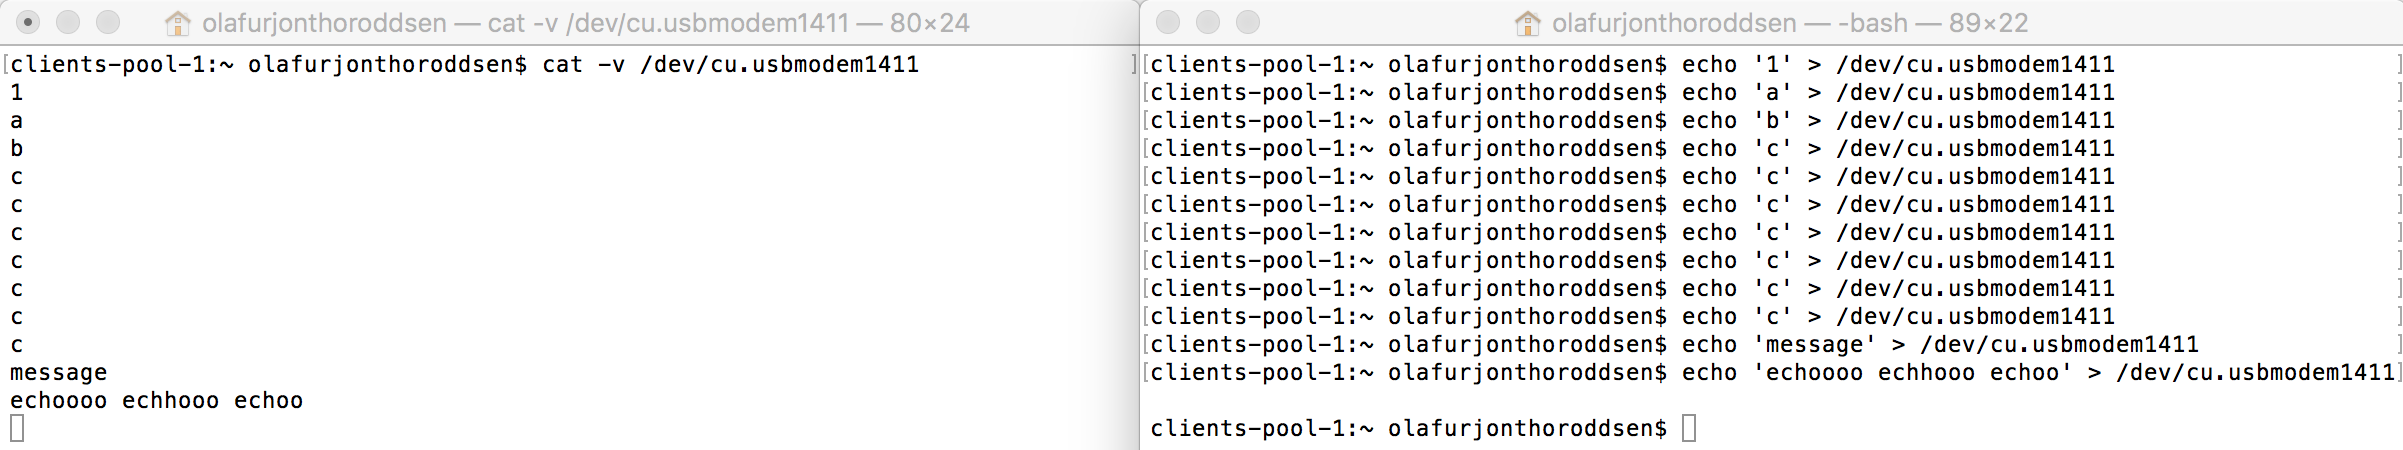 olafurjonthoroddsen — cat -v /dev/cu.usbmodem1411 — 80×24
[clients-pool-1:~ olafurjonthoroddsen$ cat -v /dev/cu.usbmodem1411 ]
1
a
b
c
c
c
c
c
c
c
message
echoooo echhooo echoo
olafurjonthoroddsen — -bash — 89×22
[clients-pool-1:~ olafurjonthoroddsen$ echo '1' > /dev/cu.usbmodem1411 ]
[clients-pool-1:~ olafurjonthoroddsen$ echo 'a' > /dev/cu.usbmodem1411 ]
[clients-pool-1:~ olafurjonthoroddsen$ echo 'b' > /dev/cu.usbmodem1411 ]
[clients-pool-1:~ olafurjonthoroddsen$ echo 'c' > /dev/cu.usbmodem1411 ]
[clients-pool-1:~ olafurjonthoroddsen$ echo 'c' > /dev/cu.usbmodem1411 ]
[clients-pool-1:~ olafurjonthoroddsen$ echo 'c' > /dev/cu.usbmodem1411 ]
[clients-pool-1:~ olafurjonthoroddsen$ echo 'c' > /dev/cu.usbmodem1411 ]
[clients-pool-1:~ olafurjonthoroddsen$ echo 'c' > /dev/cu.usbmodem1411 ]
[clients-pool-1:~ olafurjonthoroddsen$ echo 'c' > /dev/cu.usbmodem1411 ]
[clients-pool-1:~ olafurjonthoroddsen$ echo 'c' > /dev/cu.usbmodem1411 ]
[clients-pool-1:~ olafurjonthoroddsen$ echo 'message' > /dev/cu.usbmodem1411 ]
[clients-pool-1:~ olafurjonthoroddsen$ echo 'echoooo echhooo echoo' > /dev/cu.usbmodem1411]
clients-pool-1:~ olafurjonthoroddsen$